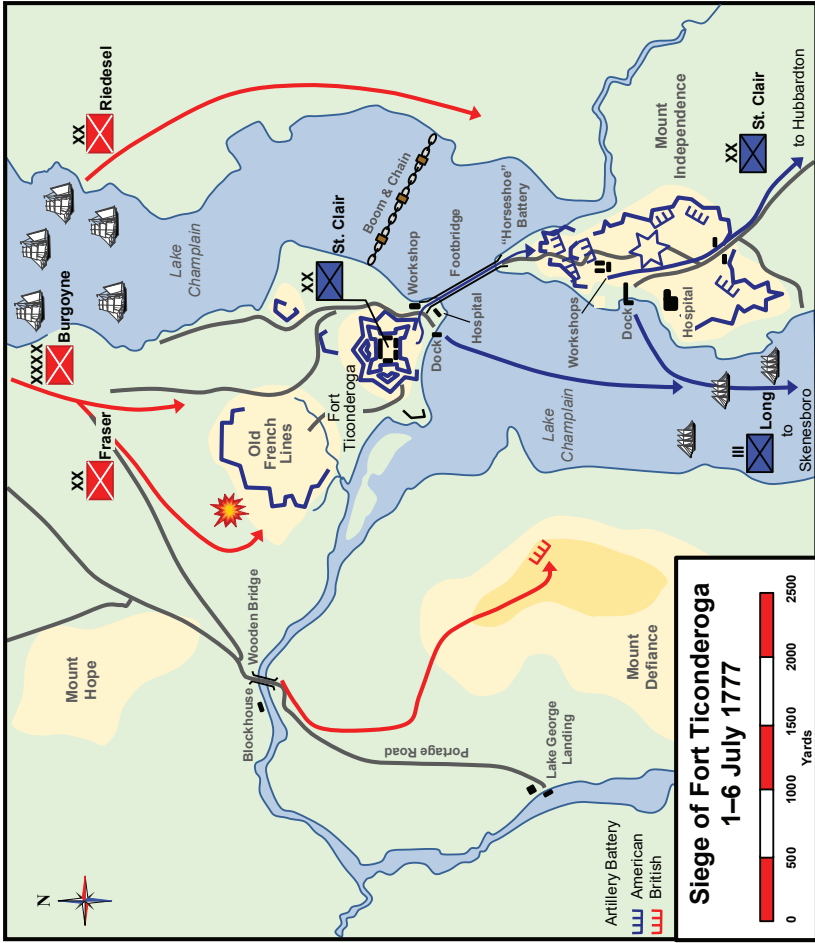 N
Mount
Hope
XX
Fraser
XXXX
Burgoyne
XX
Riedesel
Lake
Champlain
Old
French
Lines
Fort
Ticonderoga
XX
St. Clair
Boom & Chain
Workshop
Footbridge
"Horseshoe"
Battery
Dock
Hospital
Blockhouse
Wooden Bridge
Portage Road
Lake George
Landing
Mount
Defiance
Lake
Champlain
Workshops
Dock
Hospital
Mount
Independence
XX
St. Clair
to Hubbardton
III
Long
to
Skenesboro
Artillery Battery
American
British
Siege of Fort Ticonderoga
1–6 July 1777
0 500 1000 1500 2000 2500
Yards